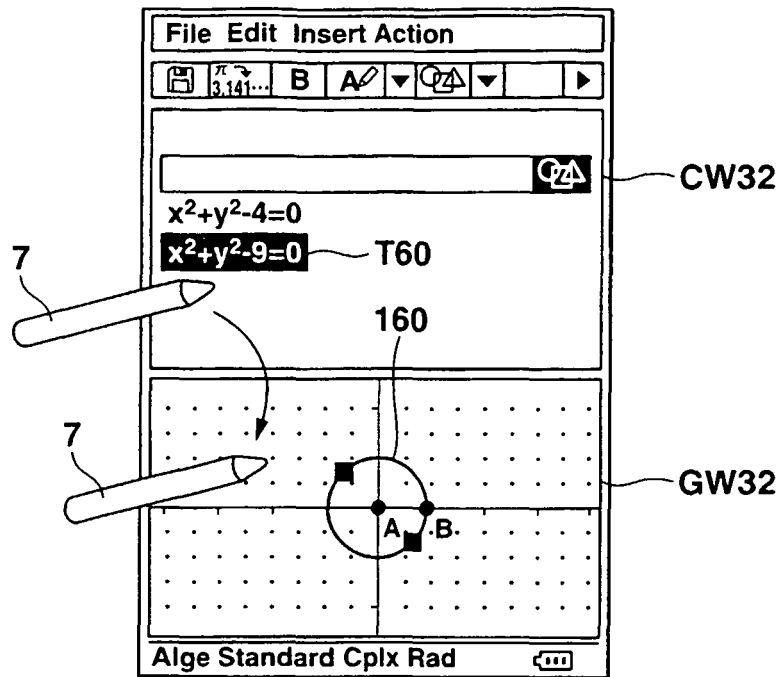 File Edit Insert Action
π 3.141... B A
CW32
x²+y²-4=0
x²+y²-9=0 T60
7
160
7
A B
GW32
Alge Standard Cplx Rad